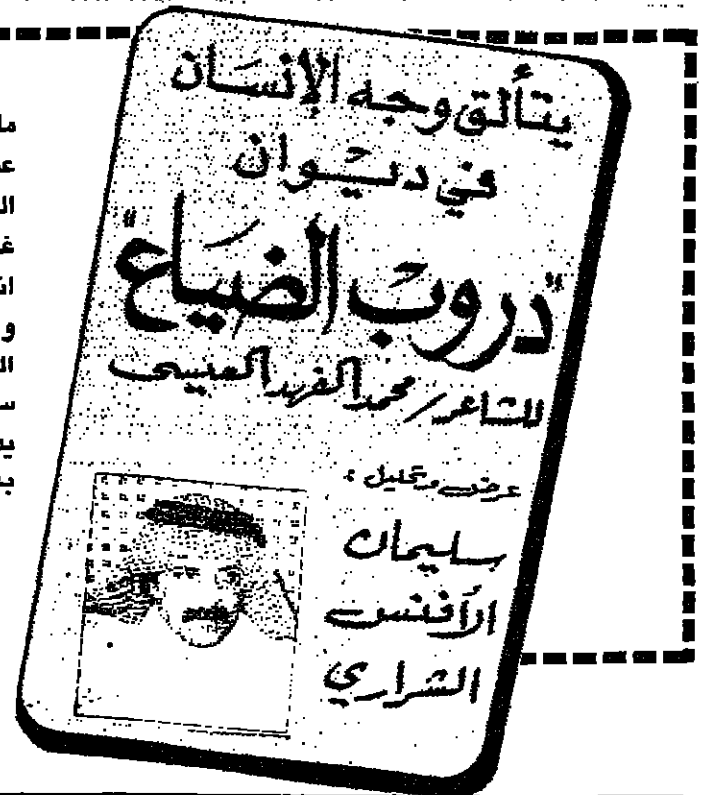 يتألق وجه الإنسان
في ديوان
"دروب الضياع"
للشاعر / محمد الفهد العيسى
عرض وتحليل :
سليمان
الأفنس
الشراري